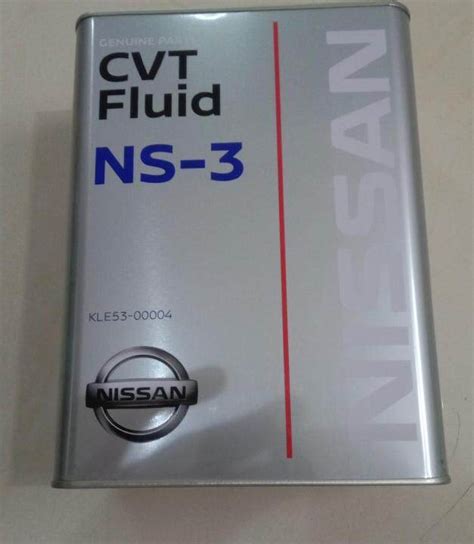 GENUINE PARTS
CVT
Fluid
NS-3
KLE53-00004
NISSAN
NISSAN